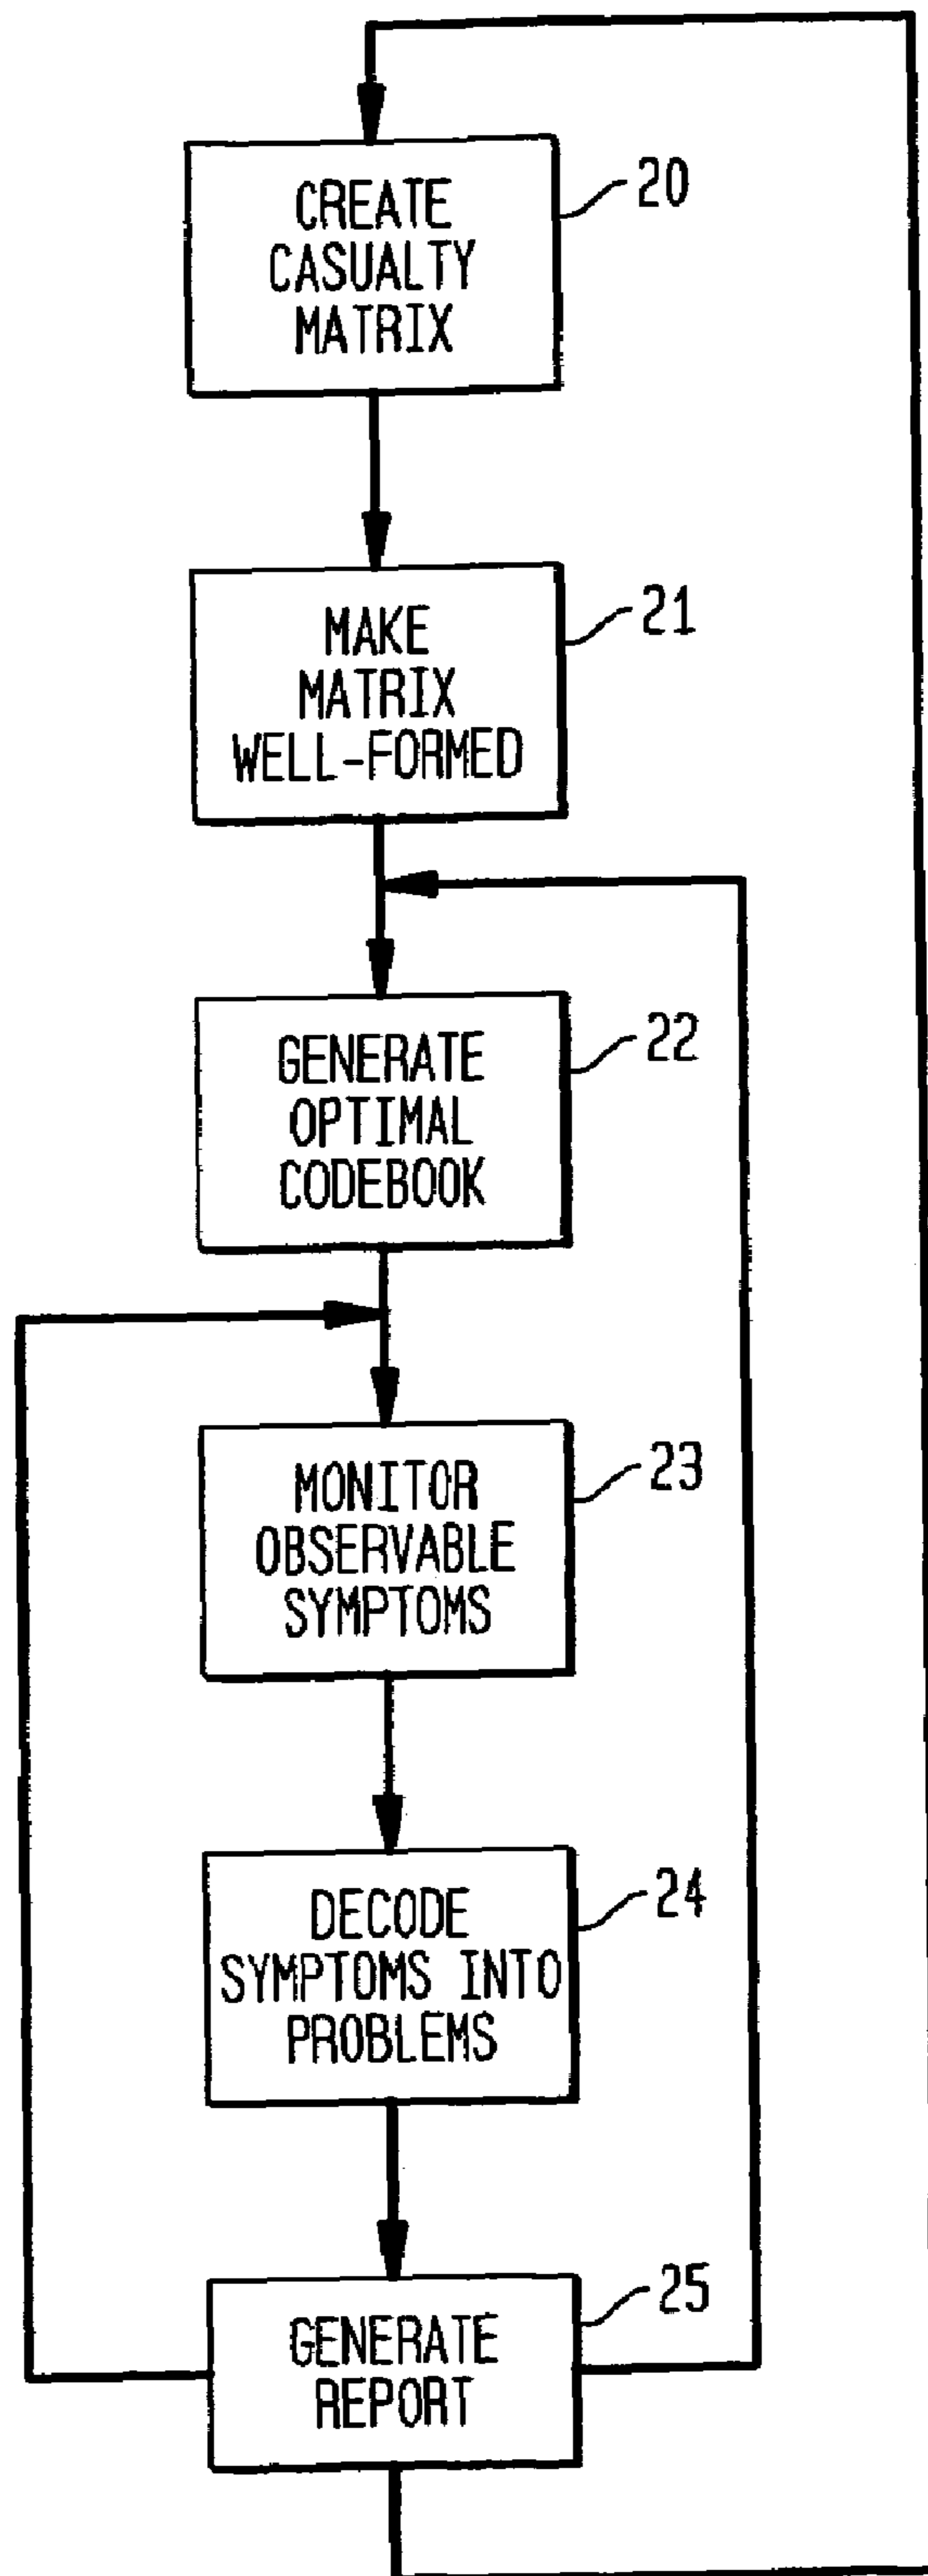 CREATE
CASUALTY
MATRIX
20
MAKE
MATRIX
WELL-FORMED
21
GENERATE
OPTIMAL
CODEBOOK
22
MONITOR
OBSERVABLE
SYMPTOMS
23
DECODE
SYMPTOMS INTO
PROBLEMS
24
GENERATE
REPORT
25